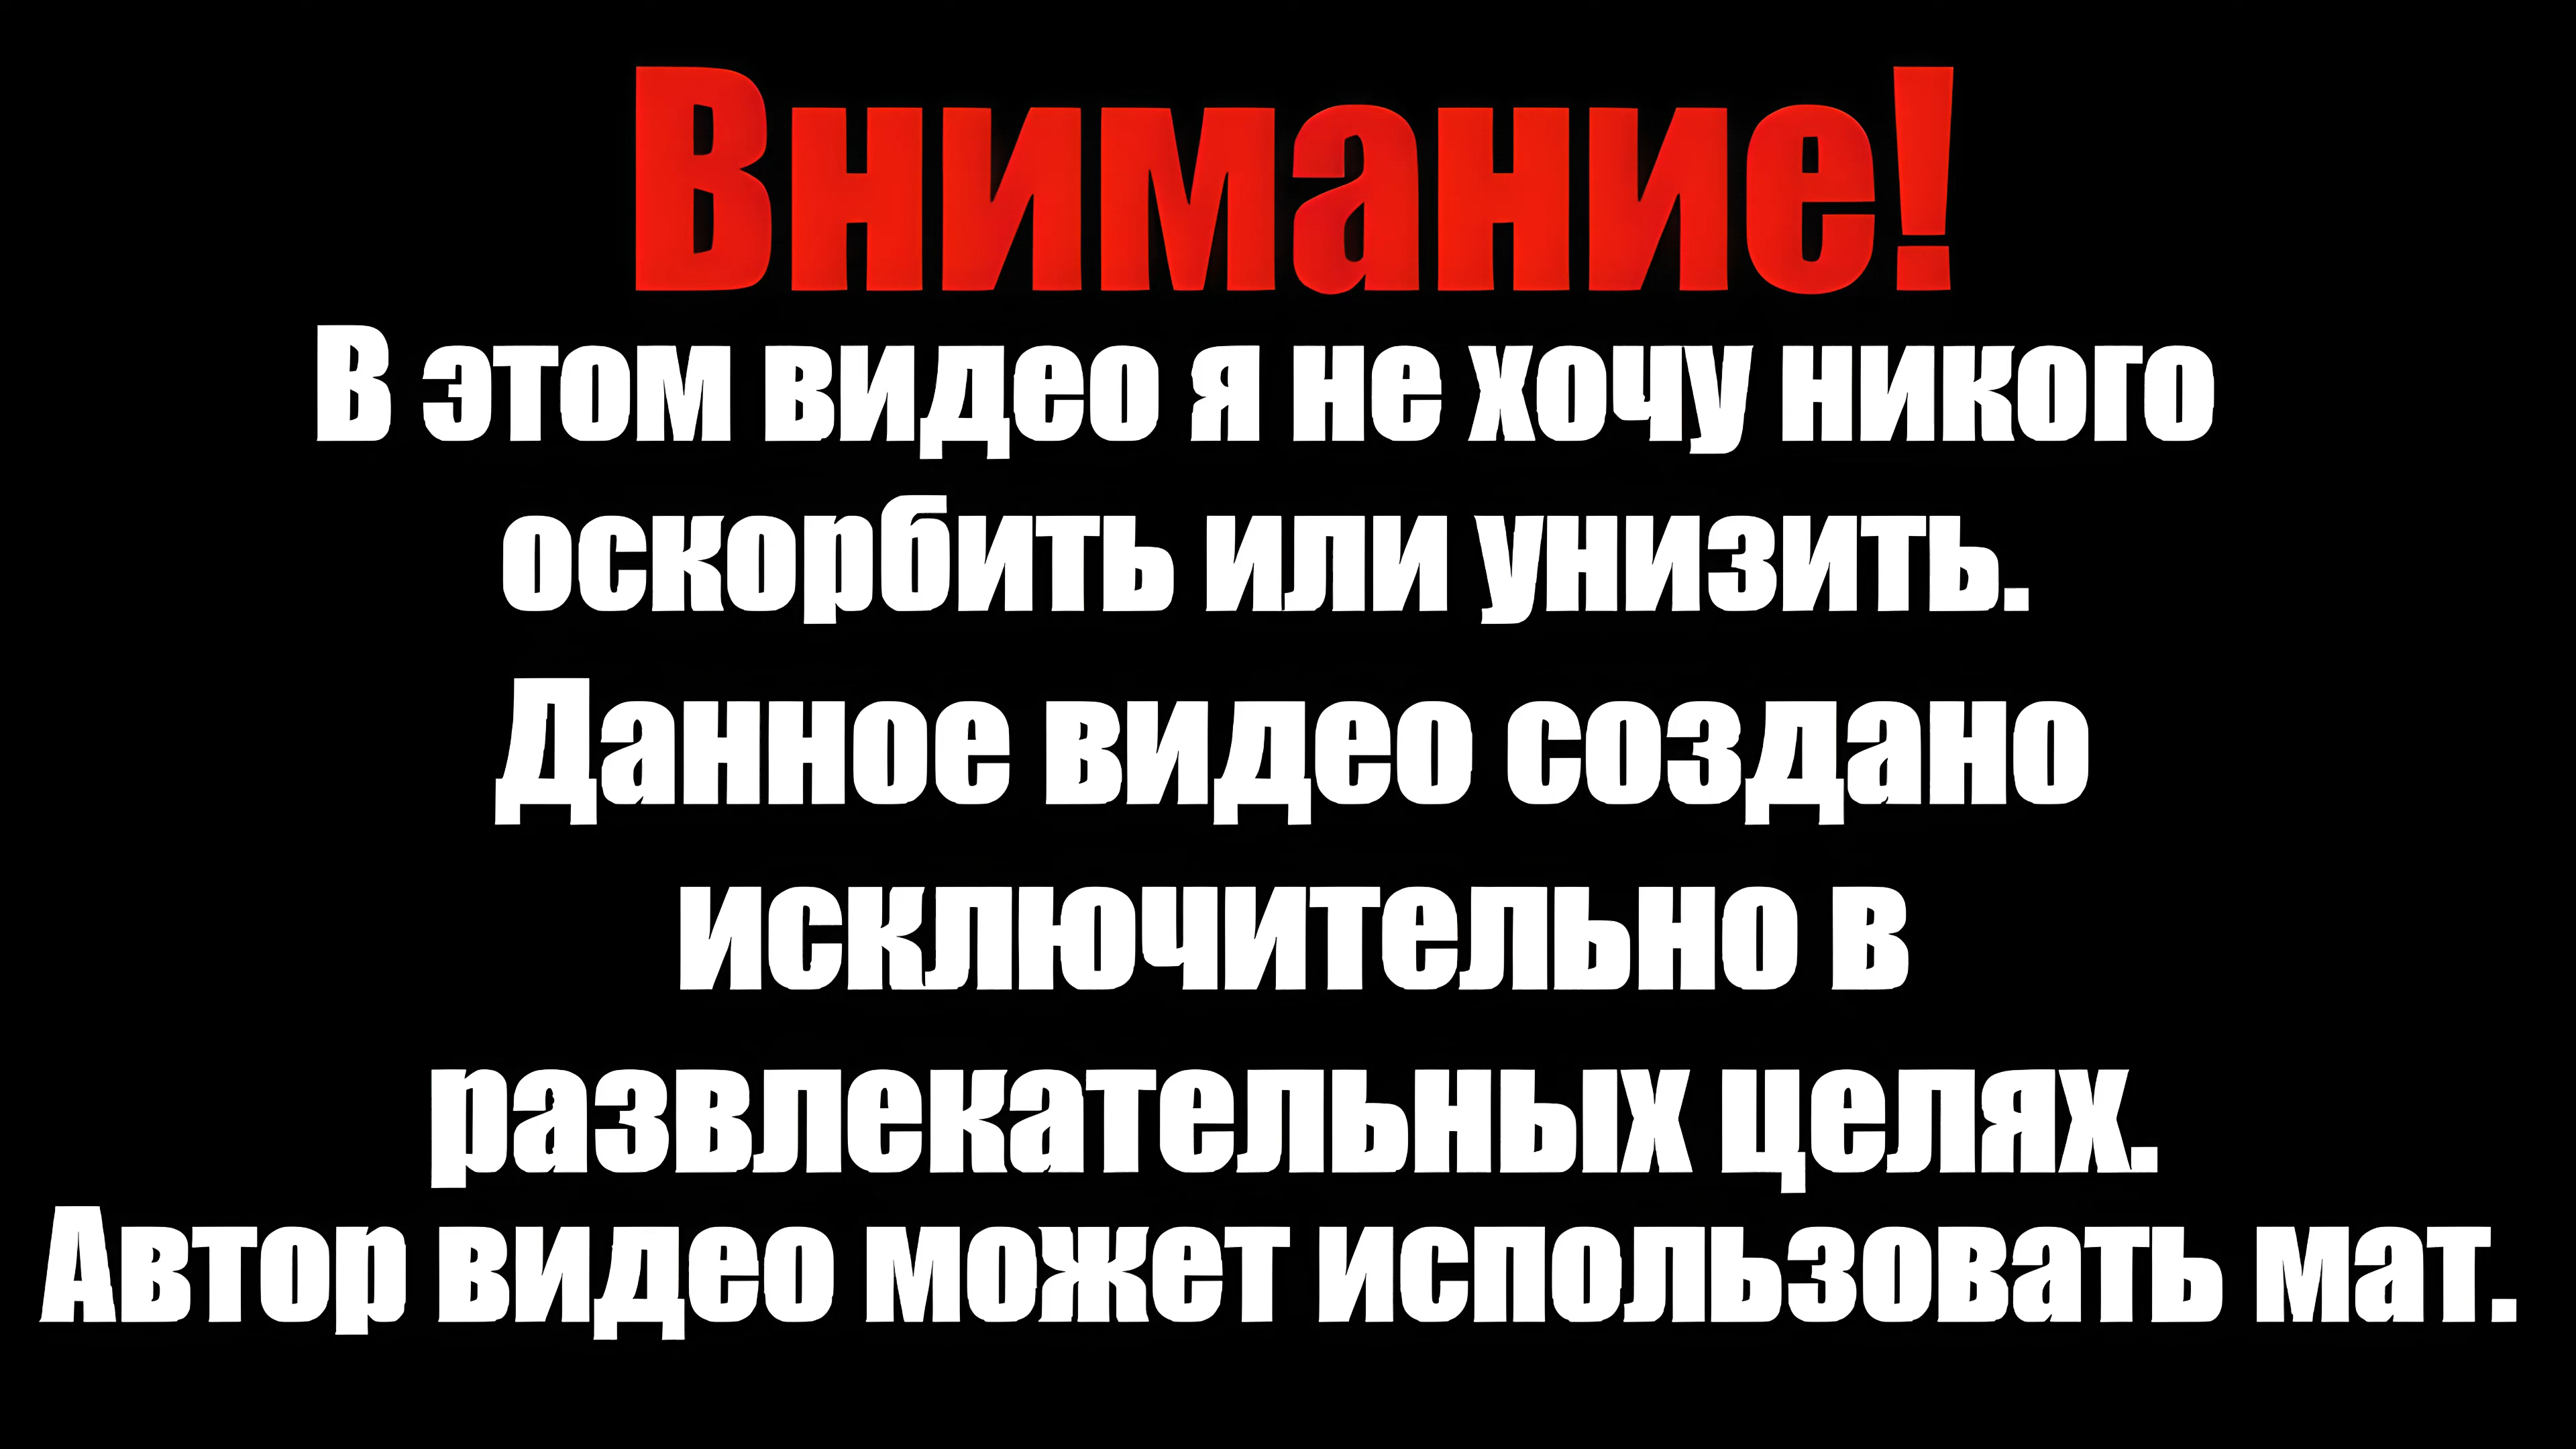 Внимание!
В этом видео я не хочу никого
оскорбить или унизить.
Данное видео создано
исключительно в
развлекательных целях.
Автор видео может использовать мат.